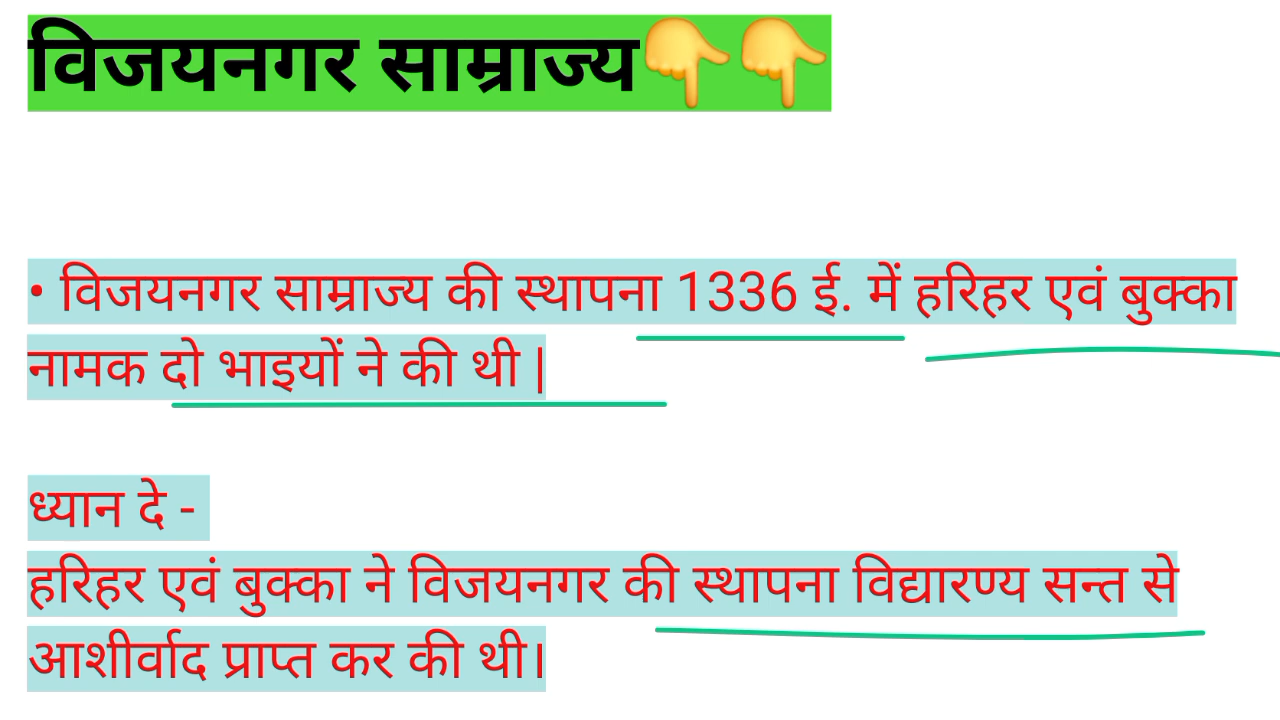 विजयनगर साम्राज्य👇👇
• विजयनगर साम्राज्य की स्थापना 1336 ई. में हरिहर एवं बुक्का
नामक दो भाइयों ने की थी |
ध्यान दे -
हरिहर एवं बुक्का ने विजयनगर की स्थापना विद्यारण्य सन्त से
आशीर्वाद प्राप्त कर की थी।